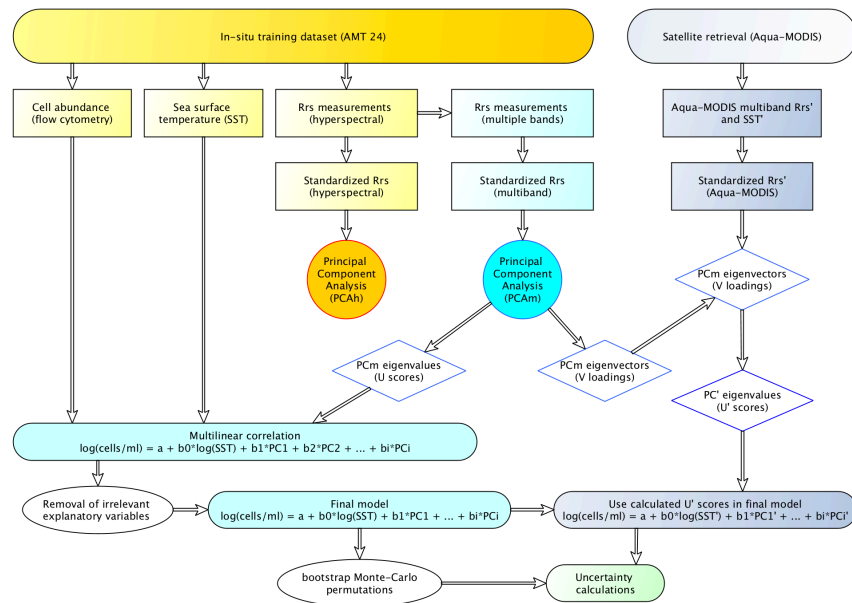 In-situ training dataset (AMT 24)
Satellite retrieval (Aqua-MODIS)
Cell abundance
(flow cytometry)
Sea surface
temperature (SST)
Rrs measurements
(hyperspectral)
Rrs measurements
(multiple bands)
Aqua-MODIS multiband Rrs'
and SST'
Standardized Rrs
(hyperspectral)
Standardized Rrs
(multiband)
Standardized Rrs'
(Aqua-MODIS)
Principal
Component
Analysis
(PCAh)
Principal
Component
Analysis
(PCAm)
PCm eigenvectors
(V loadings)
PCm eigenvalues
(U scores)
PCm eigenvectors
(V loadings)
PC' eigenvalues
(U' scores)
Multilinear correlation
log(cells/ml) = a + b0*log(SST) + b1*PC1 + b2*PC2 + ... + bi*PCi
Removal of irrelevant
explanatory variables
Final model
log(cells/ml) = a + b0*log(SST) + b1*PC1 + ... + bi*PCi
Use calculated U' scores in final model
log(cells/ml) = a + b0*log(SST') + b1*PC1' + ... + bi*PCi'
bootstrap Monte-Carlo
permutations
Uncertainty
calculations